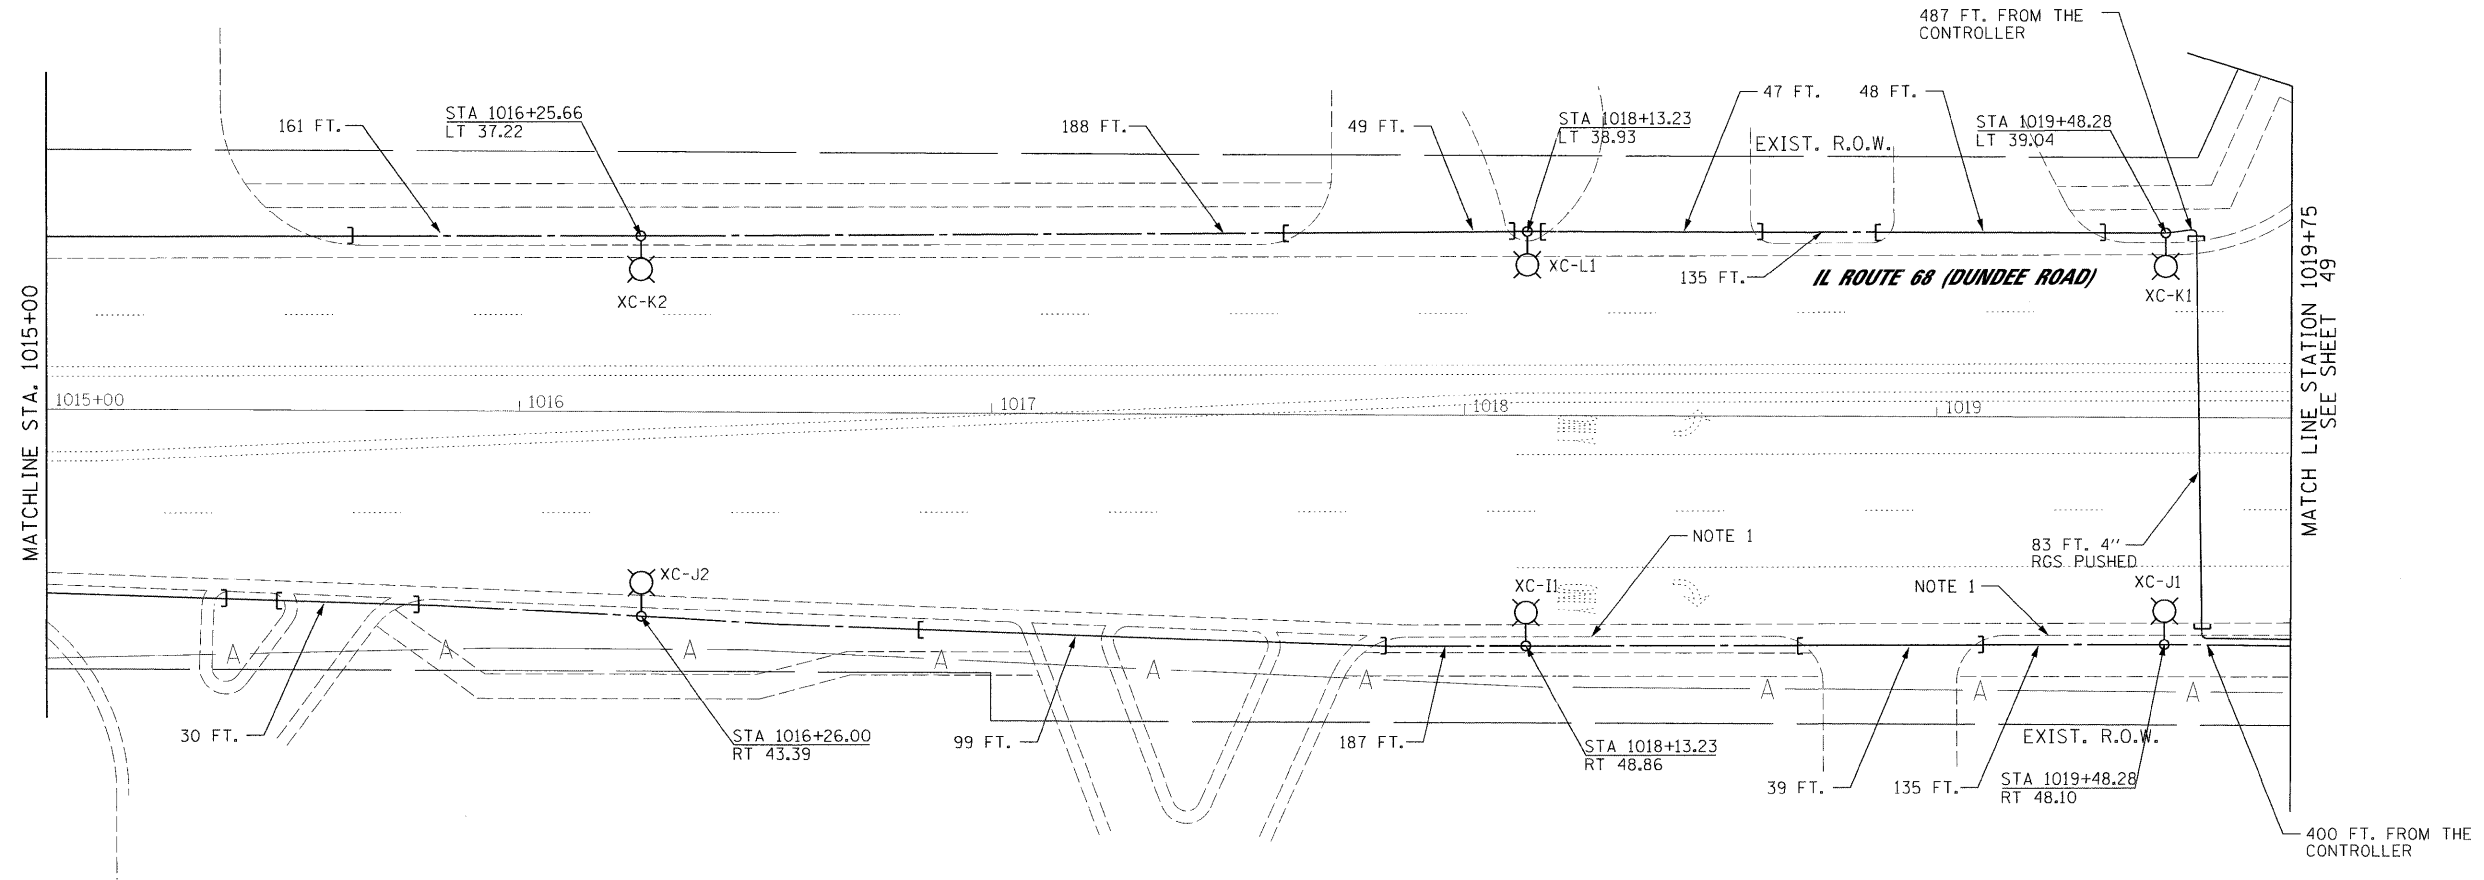 487 FT. FROM THE
CONTROLLER
161 FT.
STA 1016+25.66
LT 37.22
188 FT.
49 FT.
STA 1018+13.23
LT 38.93
47 FT.
48 FT.
EXIST. R.O.W.
STA 1019+48.28
LT 39.04
XC-K2
XC-L1
135 FT.
IL ROUTE 68 (DUNDEE ROAD)
XC-K1
MATCHLINE STA. 1015+00
MATCH LINE STATION 1019+75
SEE SHEET 49
1015+00
1016
1017
1018
1019
NOTE 1
83 FT. 4''
RGS PUSHED
XC-J2
XC-I1
NOTE 1
XC-J1
A
A
A
A
A
A
A
A
A
30 FT.
STA 1016+26.00
RT 43.39
99 FT.
187 FT.
STA 1018+13.23
RT 48.86
EXIST. R.O.W.
39 FT.
135 FT.
STA 1019+48.28
RT 48.10
400 FT. FROM THE
CONTROLLER